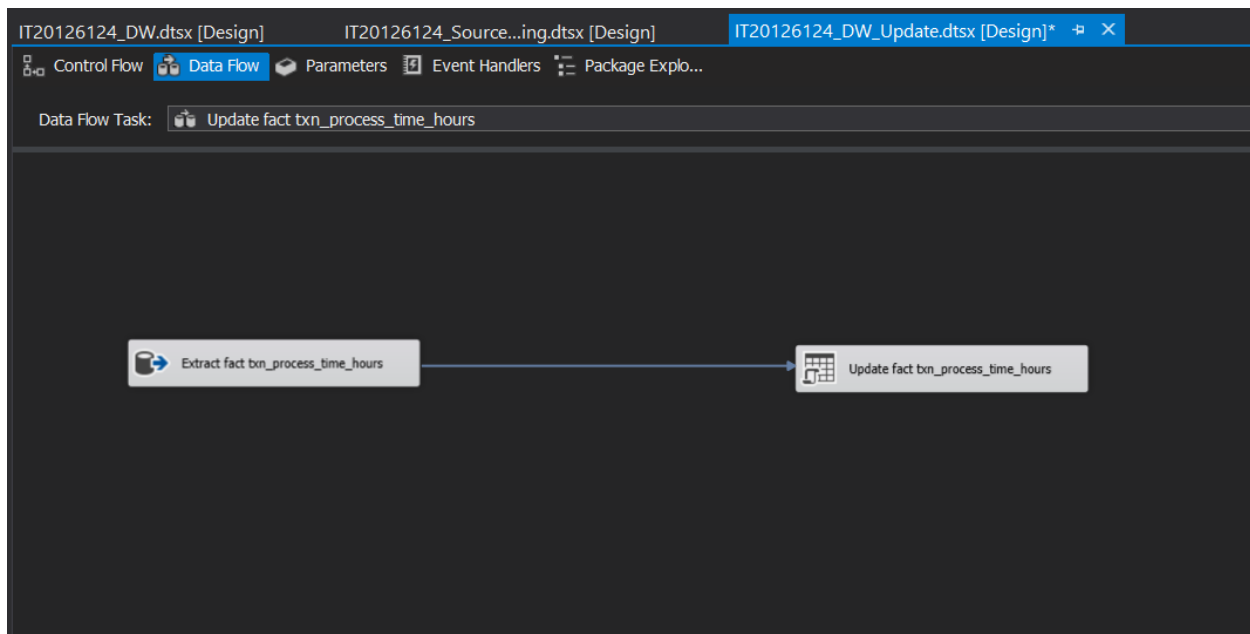 IT20126124_DW.dtsx [Design] IT20126124_Source...ing.dtsx [Design] IT20126124_DW_Update.dtsx [Design]*
Control Flow Data Flow Parameters Event Handlers Package Explo...
Data Flow Task: Update fact txn_process_time_hours
Extract fact txn_process_time_hours Update fact txn_process_time_hours